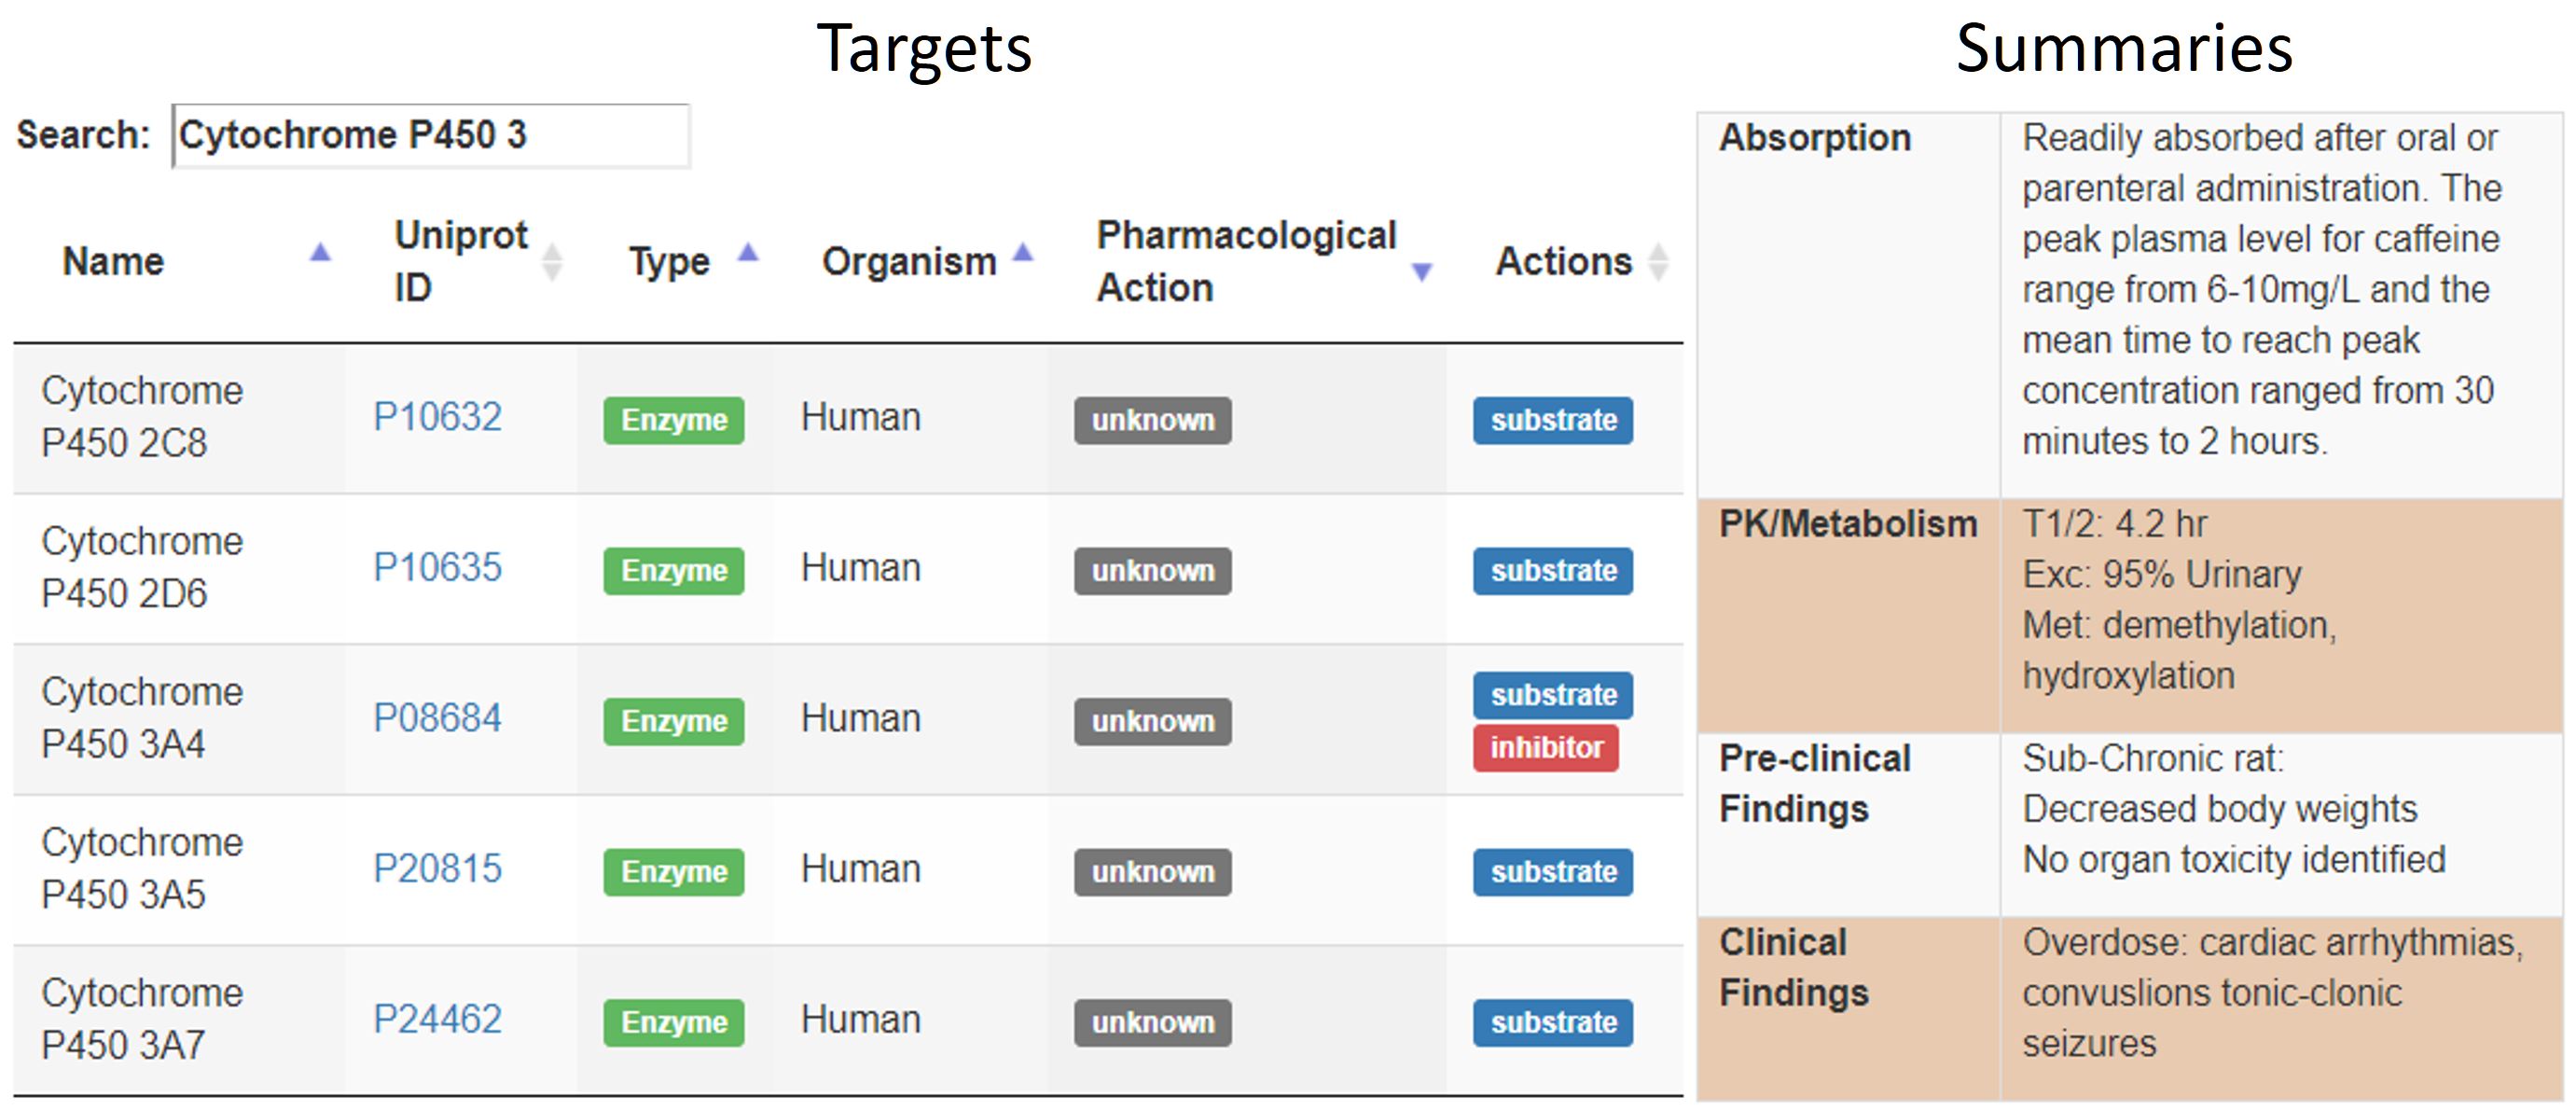 Targets
Search: Cytochrome P450 3
Name Uniprot ID Type Organism Pharmacological Action Actions
Cytochrome
P450 2C8
P10632 Enzyme Human unknown substrate
Cytochrome
P450 2D6
P10635 Enzyme Human unknown substrate
Cytochrome
P450 3A4
P08684 Enzyme Human unknown substrate
inhibitor
Cytochrome
P450 3A5
P20815 Enzyme Human unknown substrate
Cytochrome
P450 3A7
P24462 Enzyme Human unknown substrate
Summaries
Absorption
Readily absorbed after oral or
parenteral administration. The
peak plasma level for caffeine
range from 6-10mg/L and the
mean time to reach peak
concentration ranged from 30
minutes to 2 hours.
PK/Metabolism
T1/2: 4.2 hr
Exc: 95% Urinary
Met: demethylation,
hydroxylation
Pre-clinical
Findings
Sub-Chronic rat:
Decreased body weights
No organ toxicity identified
Clinical
Findings
Overdose: cardiac arrhythmias,
convuslions tonic-clonic
seizures